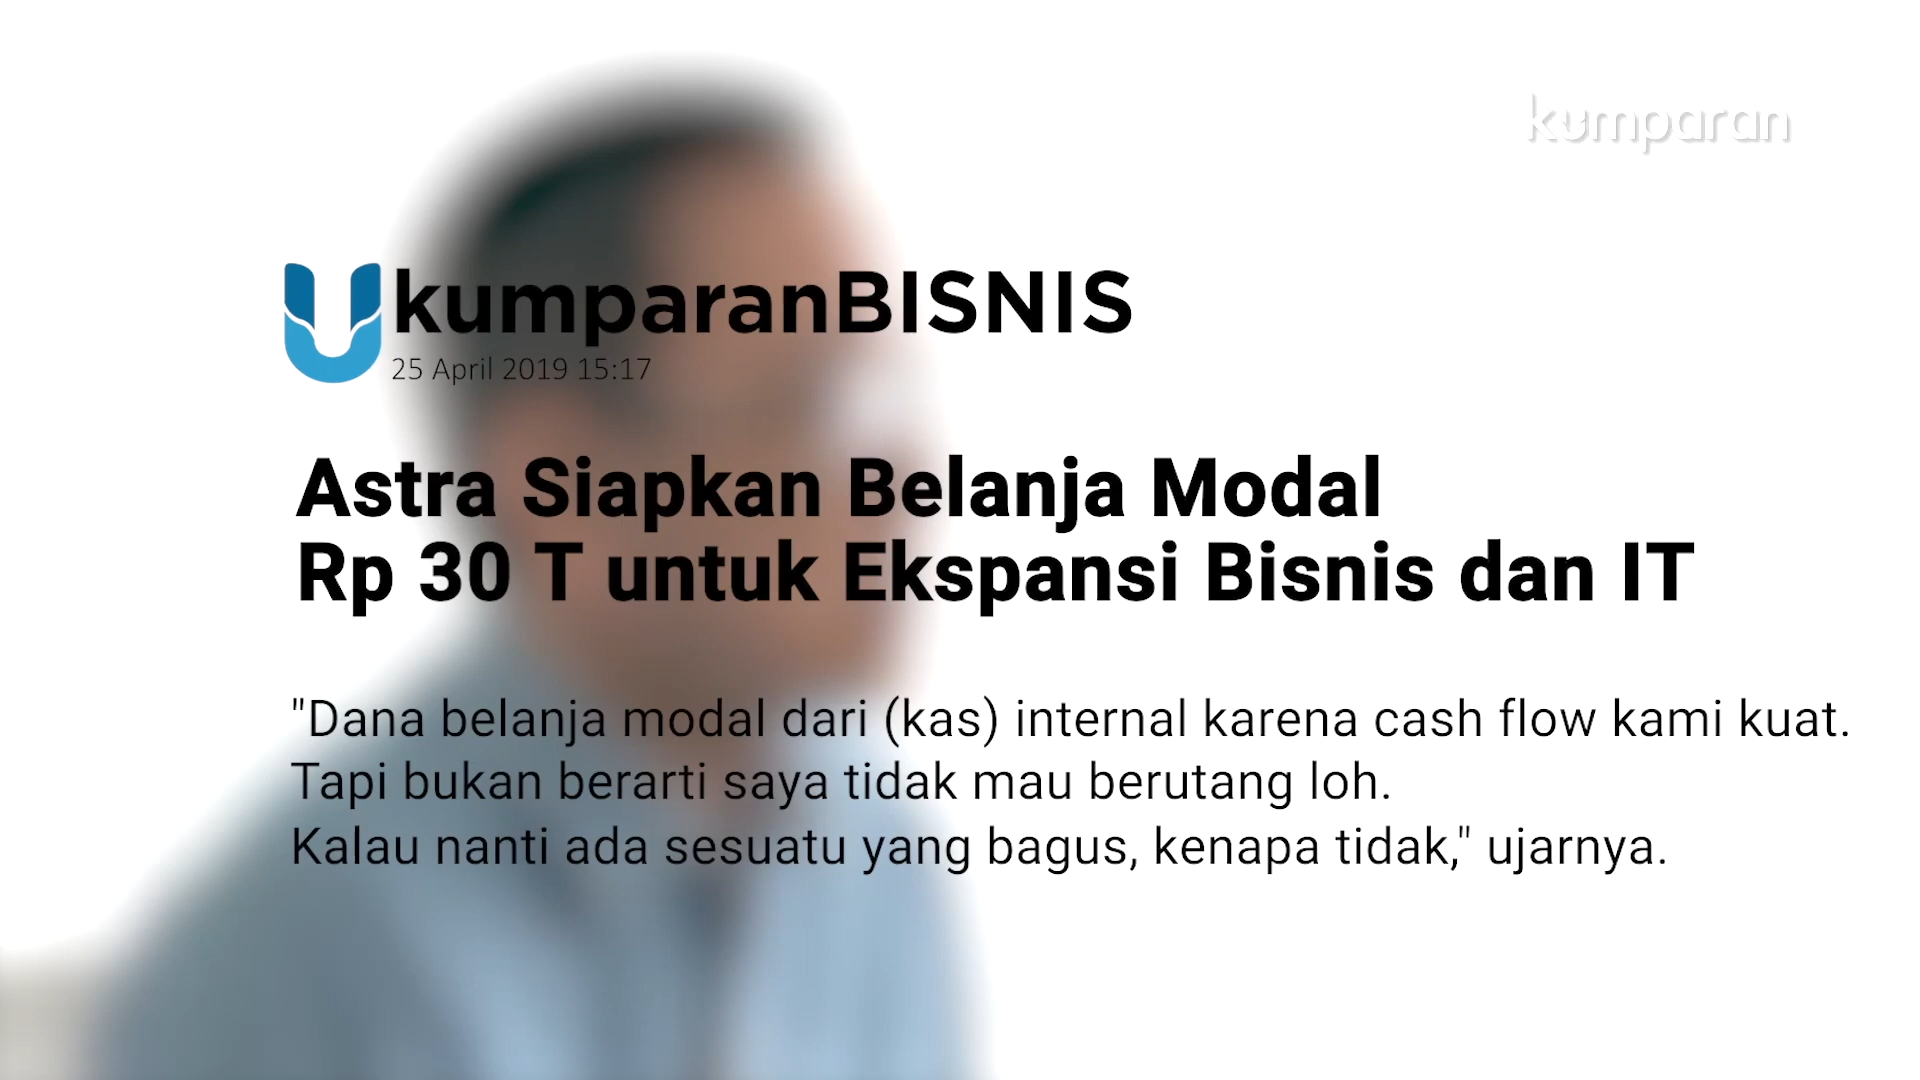 kumparan
kumparanBISNIS
25 April 2019 15:17
Astra Siapkan Belanja Modal
Rp 30 T untuk Ekspansi Bisnis dan IT
"Dana belanja modal dari (kas) internal karena cash flow kami kuat.
Tapi bukan berarti saya tidak mau berutang loh.
Kalau nanti ada sesuatu yang bagus, kenapa tidak," ujarnya.